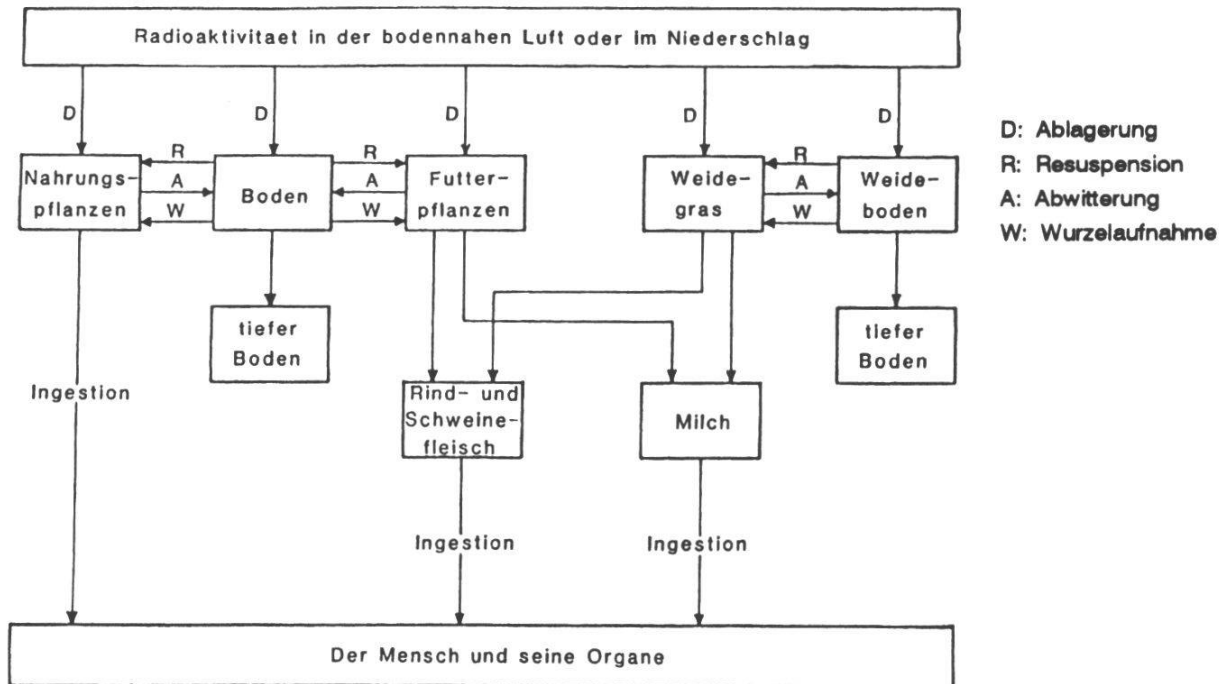 Radioaktivitaet in der bodennahen Luft oder im Niederschlag
D
D
D
D
D
D: Ablagerung
R: Resuspension
A: Abwitterung
W: Wurzelaufnahme
Nahrungs-
pflanzen
R
A
W
Boden
R
A
W
Futter-
pflanzen
Weide-
gras
R
A
W
Weide-
boden
tiefer
Boden
tiefer
Boden
Ingestion
Rind- und
Schweine-
fleisch
Milch
Ingestion
Ingestion
Der Mensch und seine Organe